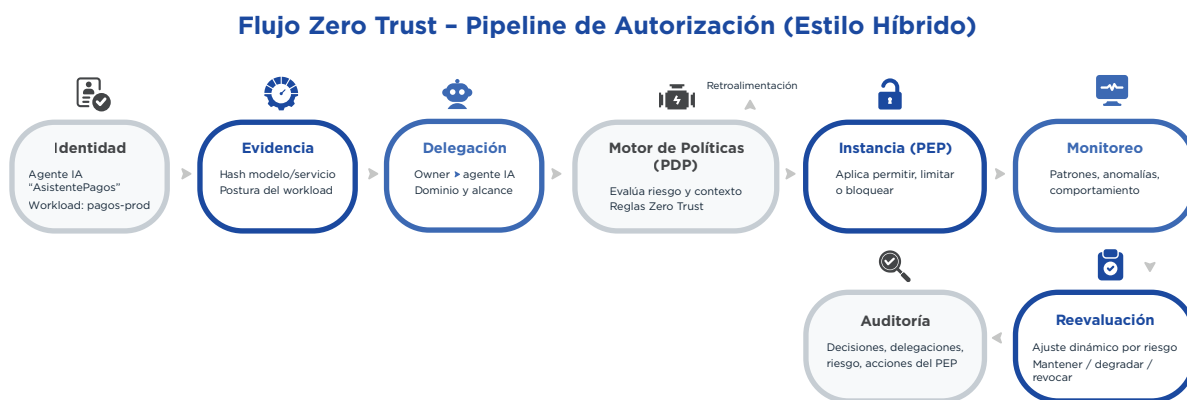 Flujo Zero Trust – Pipeline de Autorización (Estilo Híbrido)
Retroalimentación
Identidad
Agente IA
"AsistentePagos"
Workload: pagos-prod
Evidencia
Hash modelo/servicio
Postura del workload
Delegación
Owner ➤ agente IA
Dominio y alcance
Motor de Políticas
(PDP)
Evalúa riesgo y contexto
Reglas Zero Trust
Instancia (PEP)
Aplica permitir, limitar
o bloquear
Monitoreo
Patrones, anomalías,
comportamiento
Reevaluación
Ajuste dinámico por riesgo
Mantener / degradar /
revocar
Auditoría
Decisiones, delegaciones,
riesgo, acciones del PEP